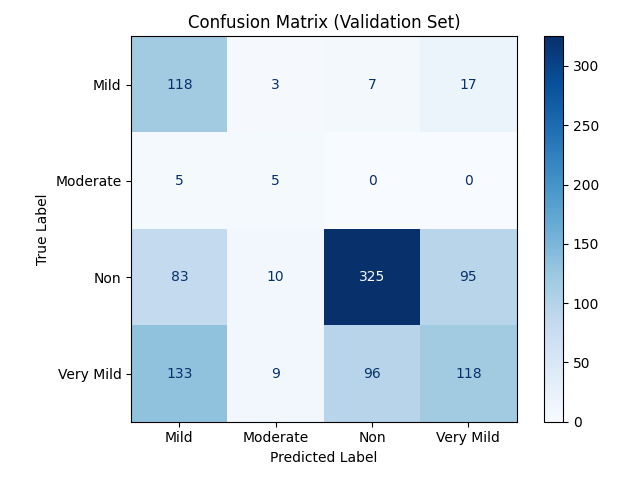 Confusion Matrix (Validation Set)
Mild 118 3 7 17
Moderate 5 5 0 0
Non 83 10 325 95
Very Mild 133 9 96 118
Mild Moderate Non Very Mild
Predicted Label
True Label
300
250
200
150
100
50
0